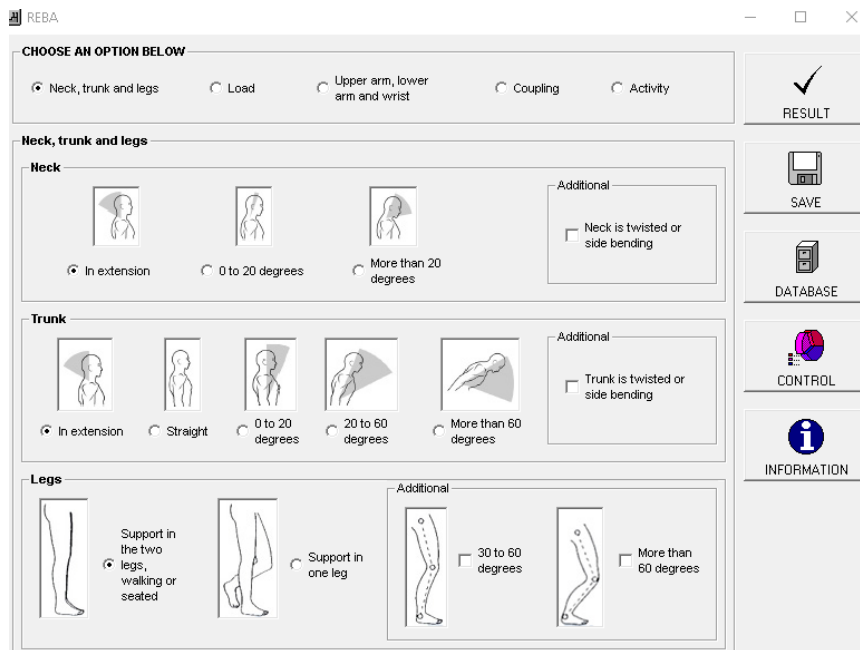 REBA
CHOOSE AN OPTION BELOW
Neck, trunk and legs
Load
Upper arm, lower
arm and wrist
Coupling
Activity
RESULT
SAVE
DATABASE
CONTROL
INFORMATION
Neck, trunk and legs
Neck
In extension
0 to 20 degrees
More than 20
degrees
Additional
Neck is twisted or
side bending
Trunk
In extension
Straight
0 to 20
degrees
20 to 60
degrees
More than 60
degrees
Additional
Trunk is twisted or
side bending
Legs
Support in
the two
legs,
walking or
seated
Support in
one leg
Additional
30 to 60
degrees
More than
60 degrees